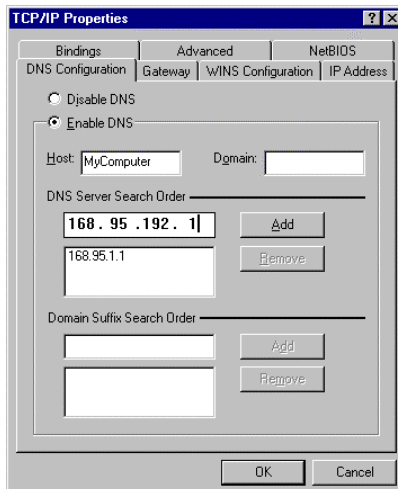 TCP/IP Properties
Bindings Advanced NetBIOS
DNS Configuration Gateway WINS Configuration IP Address
Disable DNS
Enable DNS
Host: MyComputer Domain:
DNS Server Search Order
168. 95 .192. 1 Add
168.95.1.1 Remove
Domain Suffix Search Order
Add
Remove
OK Cancel